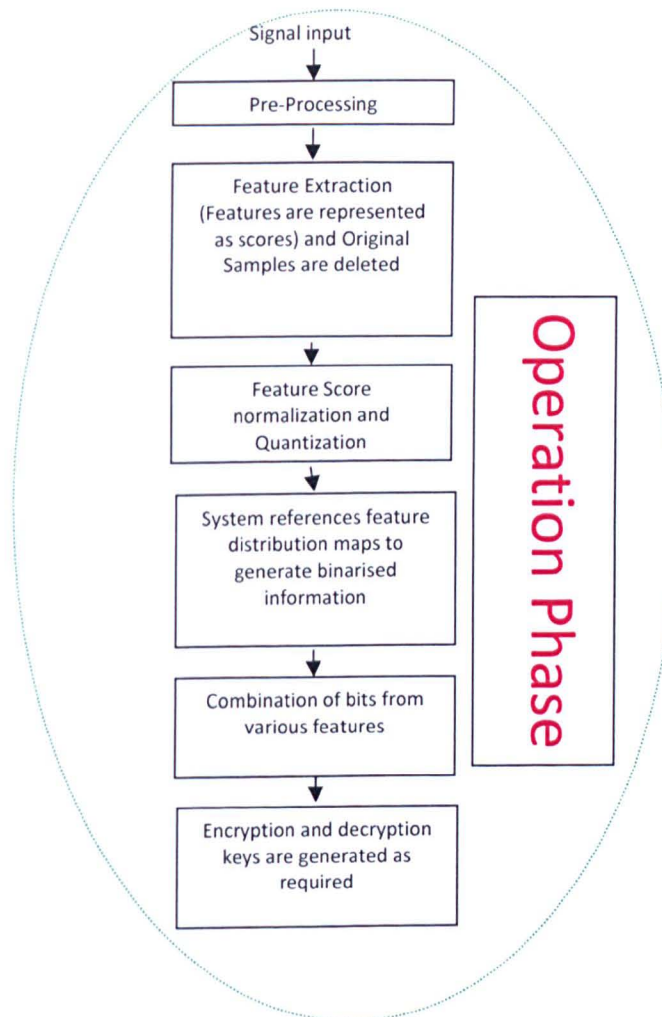 Signal input
Pre-Processing
Feature Extraction
(Features are represented
as scores) and Original
Samples are deleted
Feature Score
normalization and
Quantization
System references feature
distribution maps to
generate binarised
information
Combination of bits from
various features
Encryption and decryption
keys are generated as
required
Operation Phase